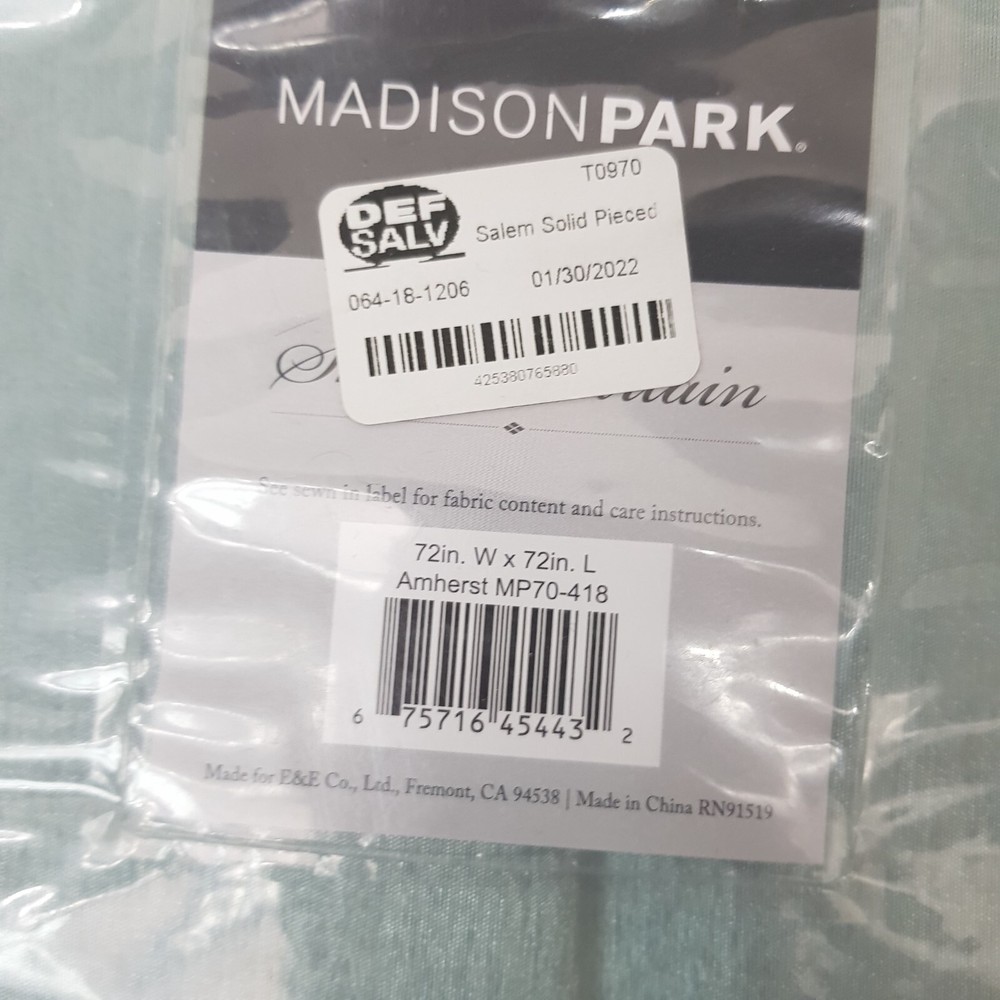 MADISONPARK®
T0970
DEF
SALV
Salem Solid Pieced
064-18-1206
01/30/2022
425380765880
See sewn in label for fabric content and care instructions.
72in. W x 72in. L
Amherst MP70-418
6 75716 45443 2
Made for E&E Co., Ltd., Fremont, CA 94538 | Made in China RN91519